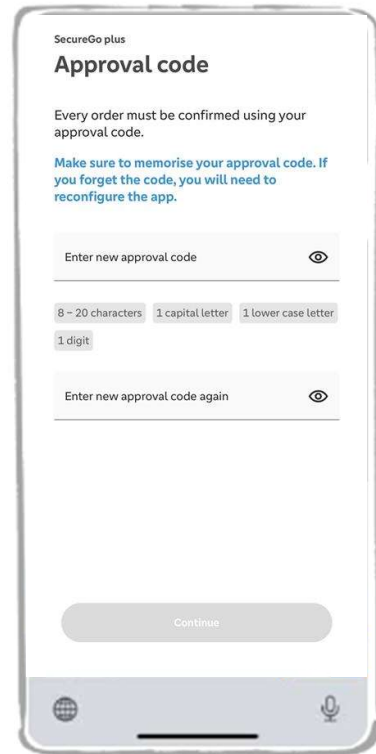 SecureGo plus
Approval code
Every order must be confirmed using your
approval code.
Make sure to memorise your approval code. If
you forget the code, you will need to
reconfigure the app.
Enter new approval code
8 – 20 characters 1 capital letter 1 lower case letter
1 digit
Enter new approval code again
Continue